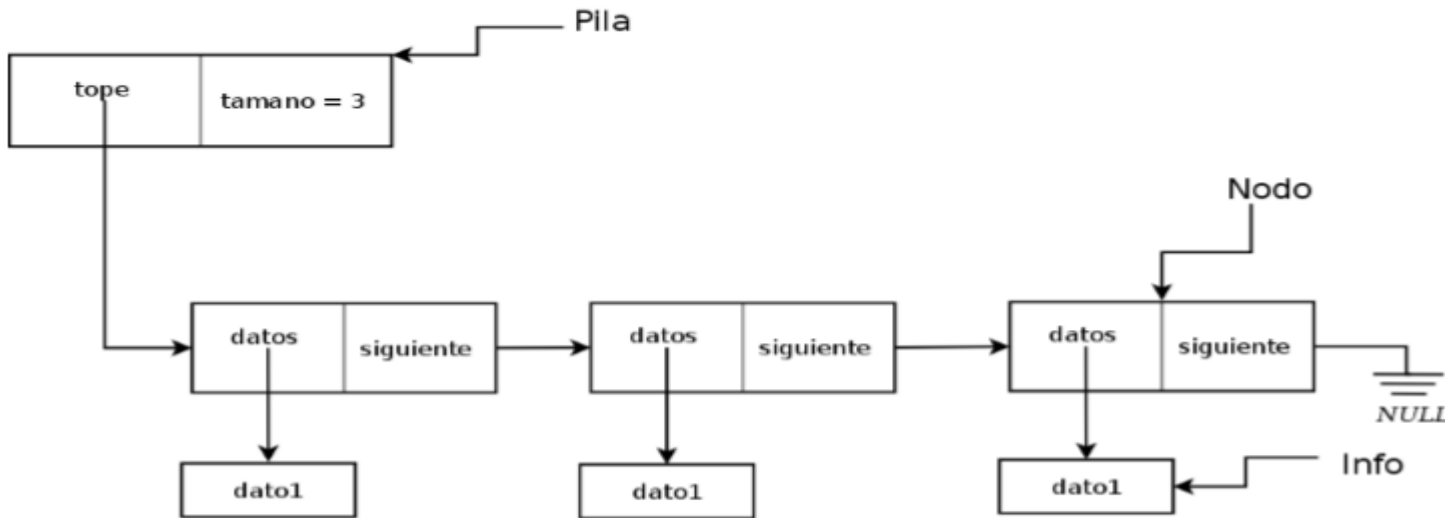 Pila
tope
tamano = 3
Nodo
datos
siguiente
datos
siguiente
datos
siguiente
NULL
dato1
dato1
dato1
Info